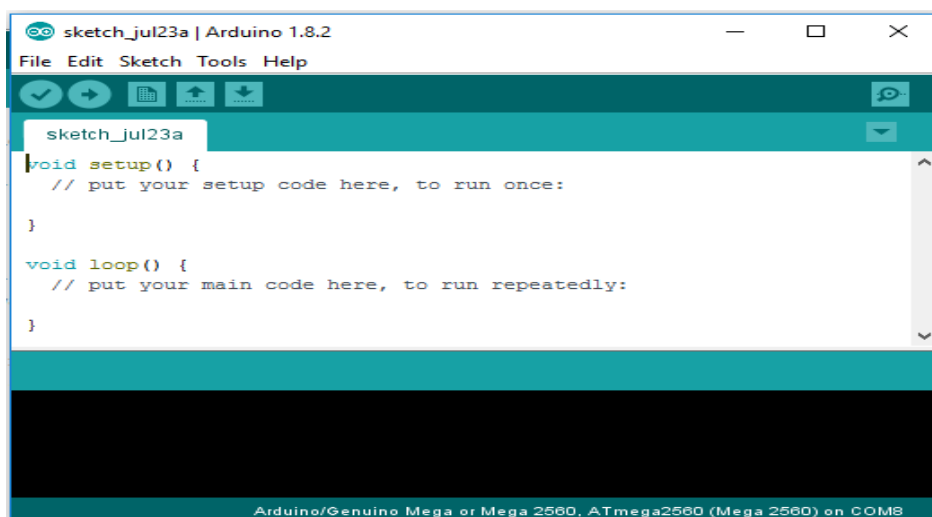 sketch_jul23a | Arduino 1.8.2
File Edit Sketch Tools Help
sketch_jul23a
void setup() {
  // put your setup code here, to run once:
}
void loop() {
  // put your main code here, to run repeatedly:
}
Arduino/Genuino Mega or Mega 2560, ATmega2560 (Mega 2560) on COM8